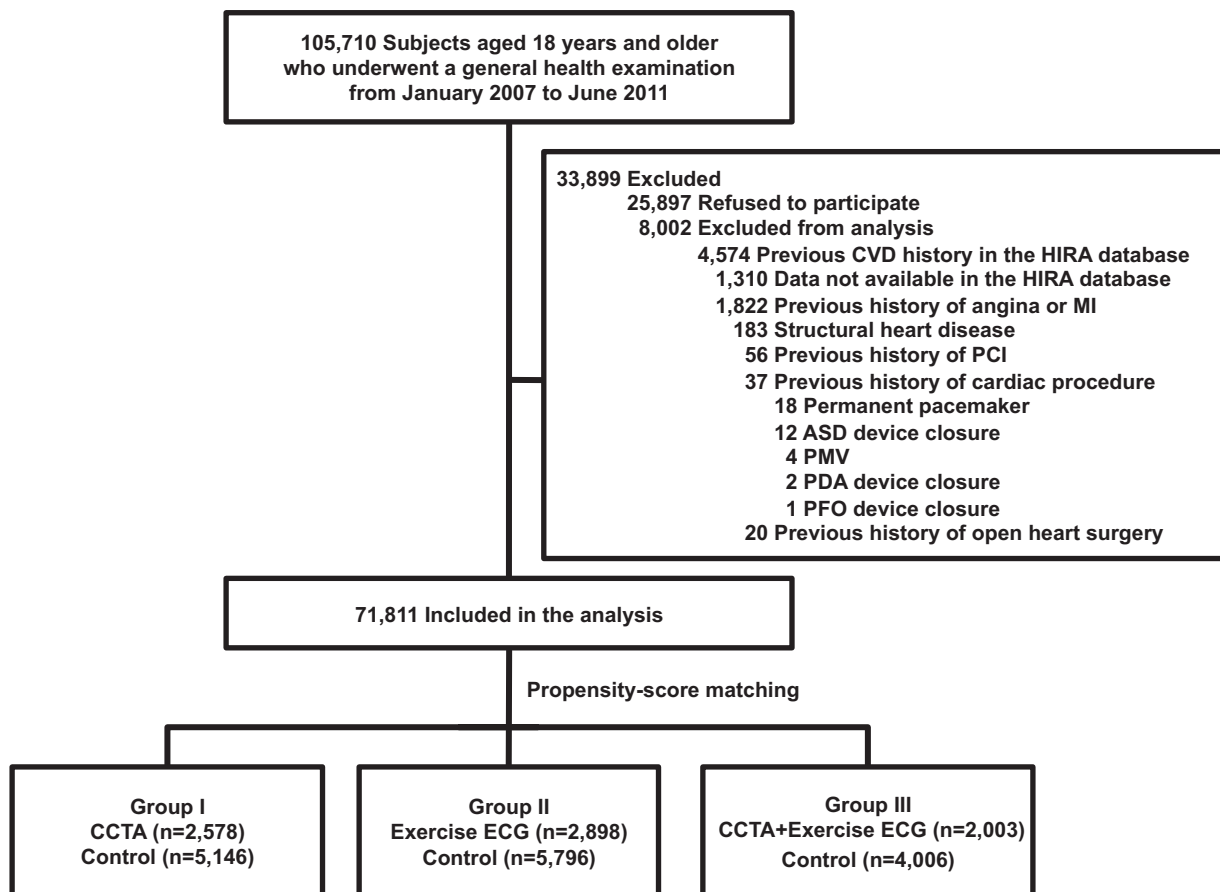 105,710 Subjects aged 18 years and older
who underwent a general health examination
from January 2007 to June 2011
33,899 Excluded
25,897 Refused to participate
8,002 Excluded from analysis
4,574 Previous CVD history in the HIRA database
1,310 Data not available in the HIRA database
1,822 Previous history of angina or MI
183 Structural heart disease
56 Previous history of PCI
37 Previous history of cardiac procedure
18 Permanent pacemaker
12 ASD device closure
4 PMV
2 PDA device closure
1 PFO device closure
20 Previous history of open heart surgery
71,811 Included in the analysis
Propensity-score matching
Group I
CCTA (n=2,578)
Control (n=5,146)
Group II
Exercise ECG (n=2,898)
Control (n=5,796)
Group III
CCTA+Exercise ECG (n=2,003)
Control (n=4,006)